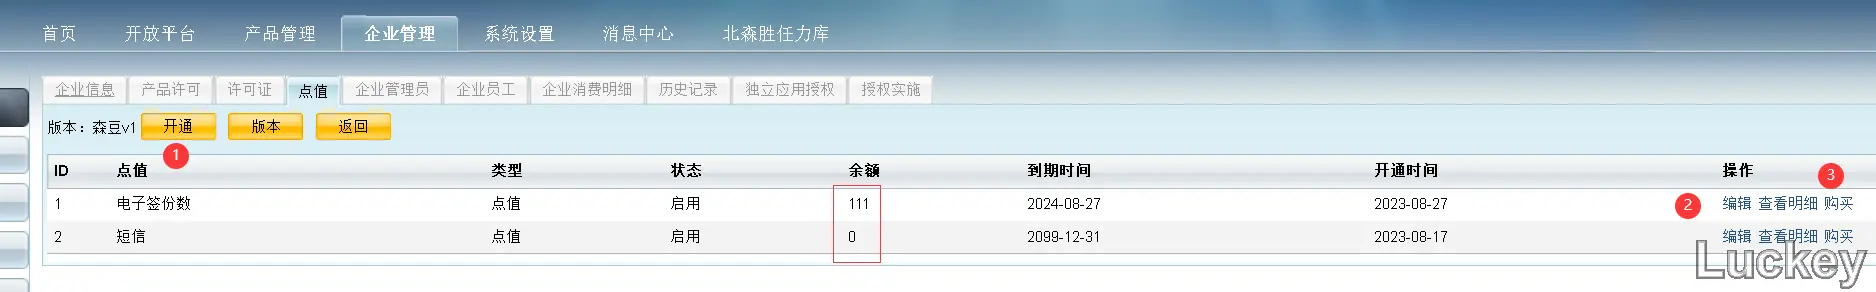 首页 开放平台 产品管理 企业管理 系统设置 消息中心 北森胜任力库
企业信息 产品许可 许可证 点值 企业管理员 企业员工 企业消费明细 历史记录 独立应用授权 授权实施
版本：森豆v1 开通 版本 返回
1
3
ID 点值 类型 状态 余额 到期时间 开通时间 操作
2
1 电子签份数 点值 启用 111 2024-08-27 2023-08-27 编辑 查看明细 购买
2 短信 点值 启用 0 2099-12-31 2023-08-17 编辑 查看明细 购买
Luckey